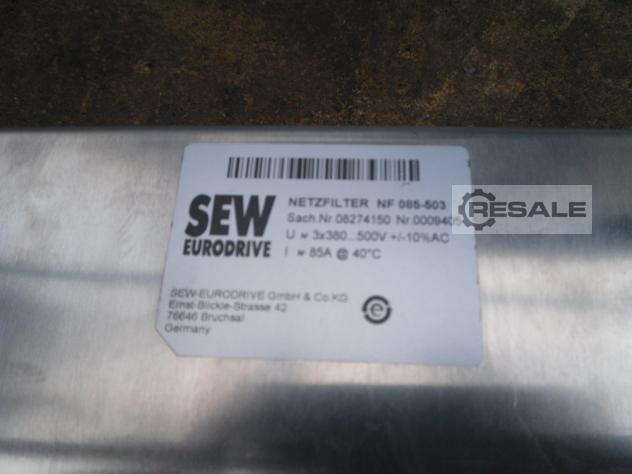 NETZFILTER NF 085-503
Sach.Nr.08274150 Nr.000940
U ≈ 3x380...500V +/-10%AC
I ≈ 85A @ 40°C
SEW
EURODRIVE
SEW-EURODRIVE GmbH & Co.KG
Ernst-Blickle-Strasse 42
76646 Bruchsal
Germany
RESALE